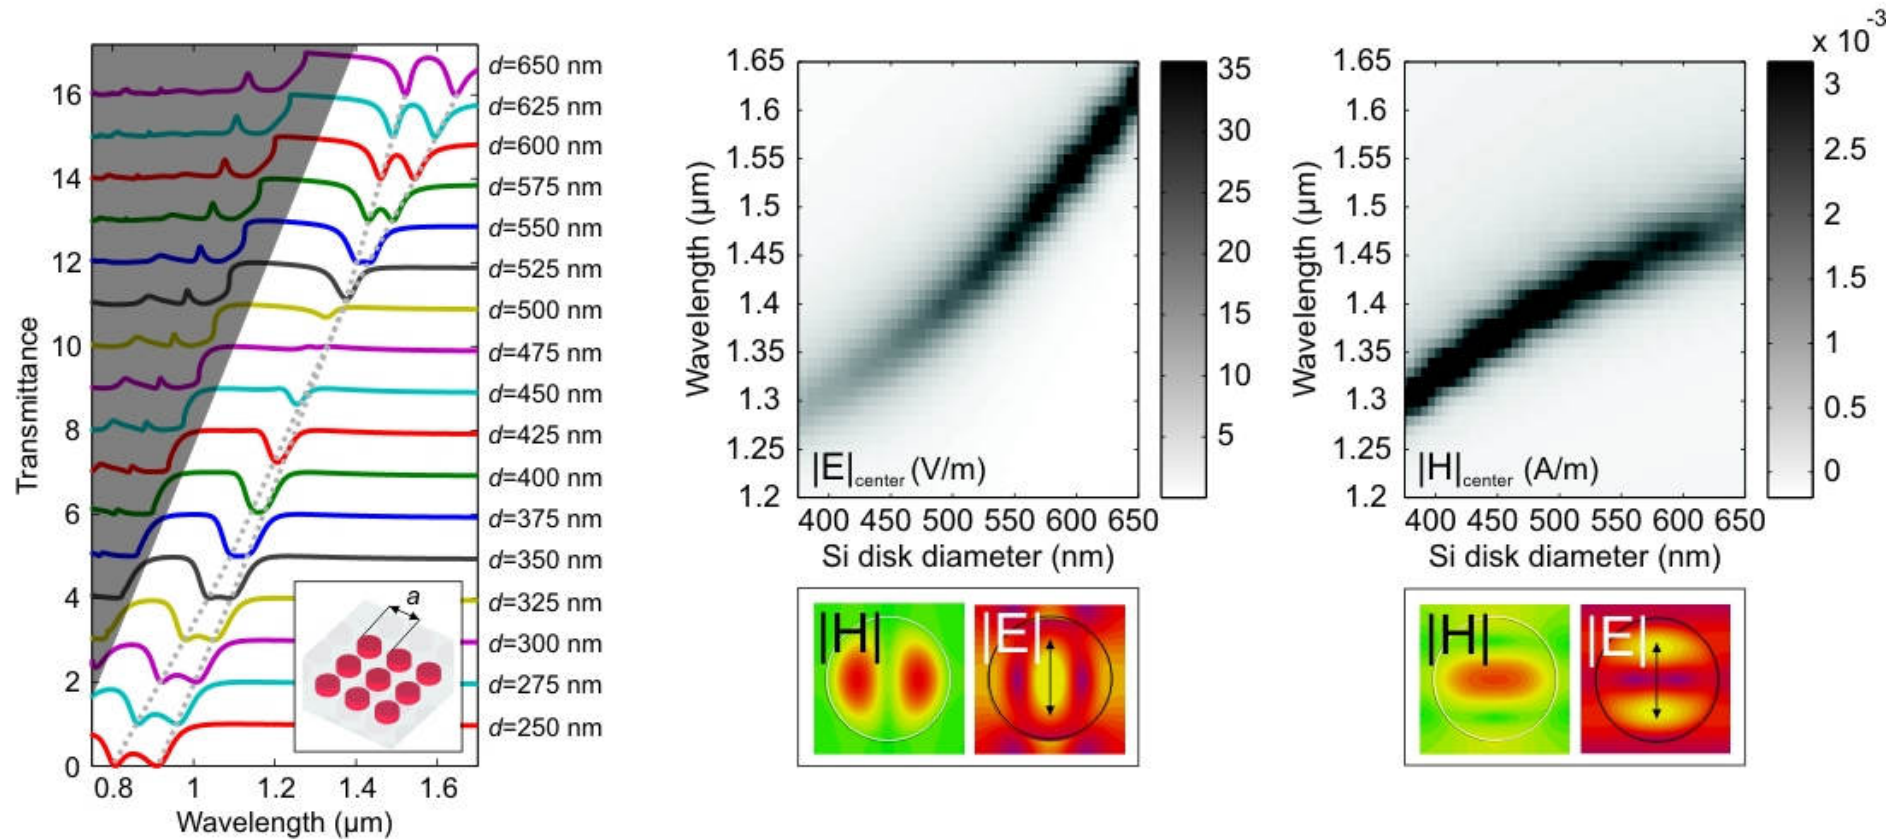 Transmittance
16
14
12
10
8
6
4
2
0
0.8 1 1.2 1.4 1.6
Wavelength (µm)
d=650 nm
d=625 nm
d=600 nm
d=575 nm
d=550 nm
d=525 nm
d=500 nm
d=475 nm
d=450 nm
d=425 nm
d=400 nm
d=375 nm
d=350 nm
d=325 nm
d=300 nm
d=275 nm
d=250 nm
a
Wavelength (µm)
1.65
1.6
1.55
1.5
1.45
1.4
1.35
1.3
1.25
1.2
|E|center (V/m)
400 450 500 550 600 650
Si disk diameter (nm)
35
30
25
20
15
10
5
|H| |E|
Wavelength (µm)
1.65
1.6
1.55
1.5
1.45
1.4
1.35
1.3
1.25
1.2
|H|center (A/m)
400 450 500 550 600 650
Si disk diameter (nm)
x 10-3
3
2.5
2
1.5
1
0.5
0
|H| |E|